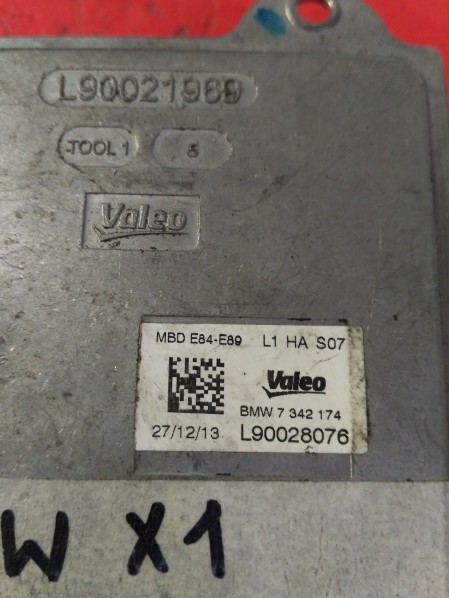 L90021969
TOOL 1 6
Valeo
MBD E84-E89 L1 HA S07
Valeo
BMW 7 342 174
27/12/13 L90028076
W X1